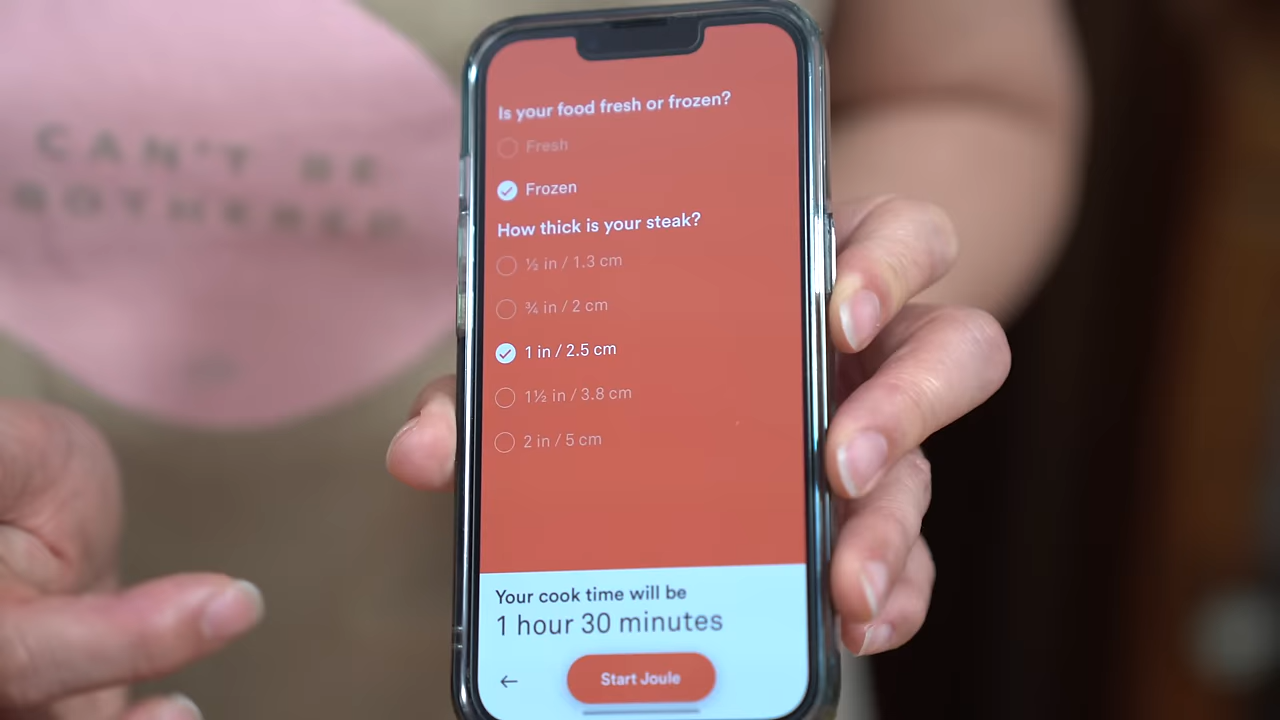 CAN'T BE
BOTHERED
Is your food fresh or frozen?
Fresh
Frozen
How thick is your steak?
½ in / 1.3 cm
¾ in / 2 cm
1 in / 2.5 cm
1½ in / 3.8 cm
2 in / 5 cm
Your cook time will be
1 hour 30 minutes
Start Joule